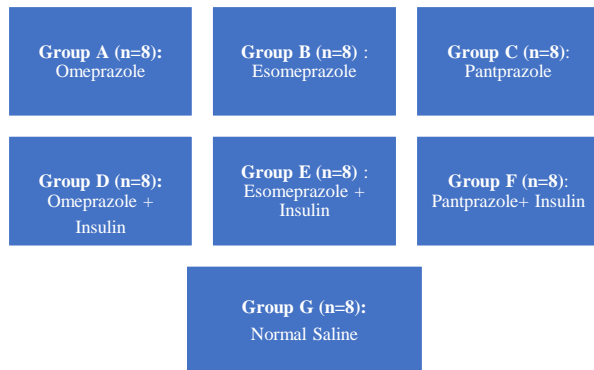 Group A (n=8):
Omeprazole
Group B (n=8) :
Esomeprazole
Group C (n=8):
Pantprazole
Group D (n=8):
Omeprazole +
Insulin
Group E (n=8) :
Esomeprazole +
Insulin
Group F (n=8):
Pantprazole+ Insulin
Group G (n=8):
Normal Saline